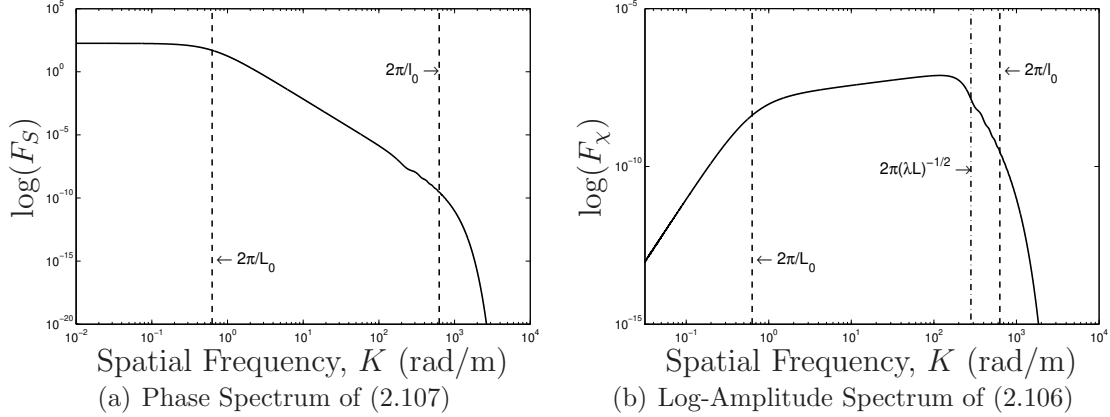 10^5
10^0
10^-5
10^-10
10^-15
10^-20
log(F_S)
2π/l_0 →
← 2π/L_0
10^-2 10^-1 10^0 10^1 10^2 10^3 10^4
Spatial Frequency, K (rad/m)
(a) Phase Spectrum of (2.107)
10^-5
10^-10
10^-15
log(F_χ)
← 2π/l_0
2π(λL)^-1/2 →
← 2π/L_0
10^-1 10^0 10^1 10^2 10^3 10^4
Spatial Frequency, K (rad/m)
(b) Log-Amplitude Spectrum of (2.106)